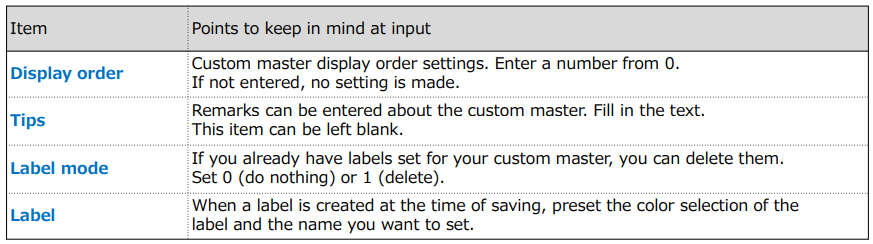 Item Points to keep in mind at input
Display order Custom master display order settings. Enter a number from 0.
If not entered, no setting is made.
Tips Remarks can be entered about the custom master. Fill in the text.
This item can be left blank.
Label mode If you already have labels set for your custom master, you can delete them.
Set 0 (do nothing) or 1 (delete).
Label When a label is created at the time of saving, preset the color selection of the
label and the name you want to set.